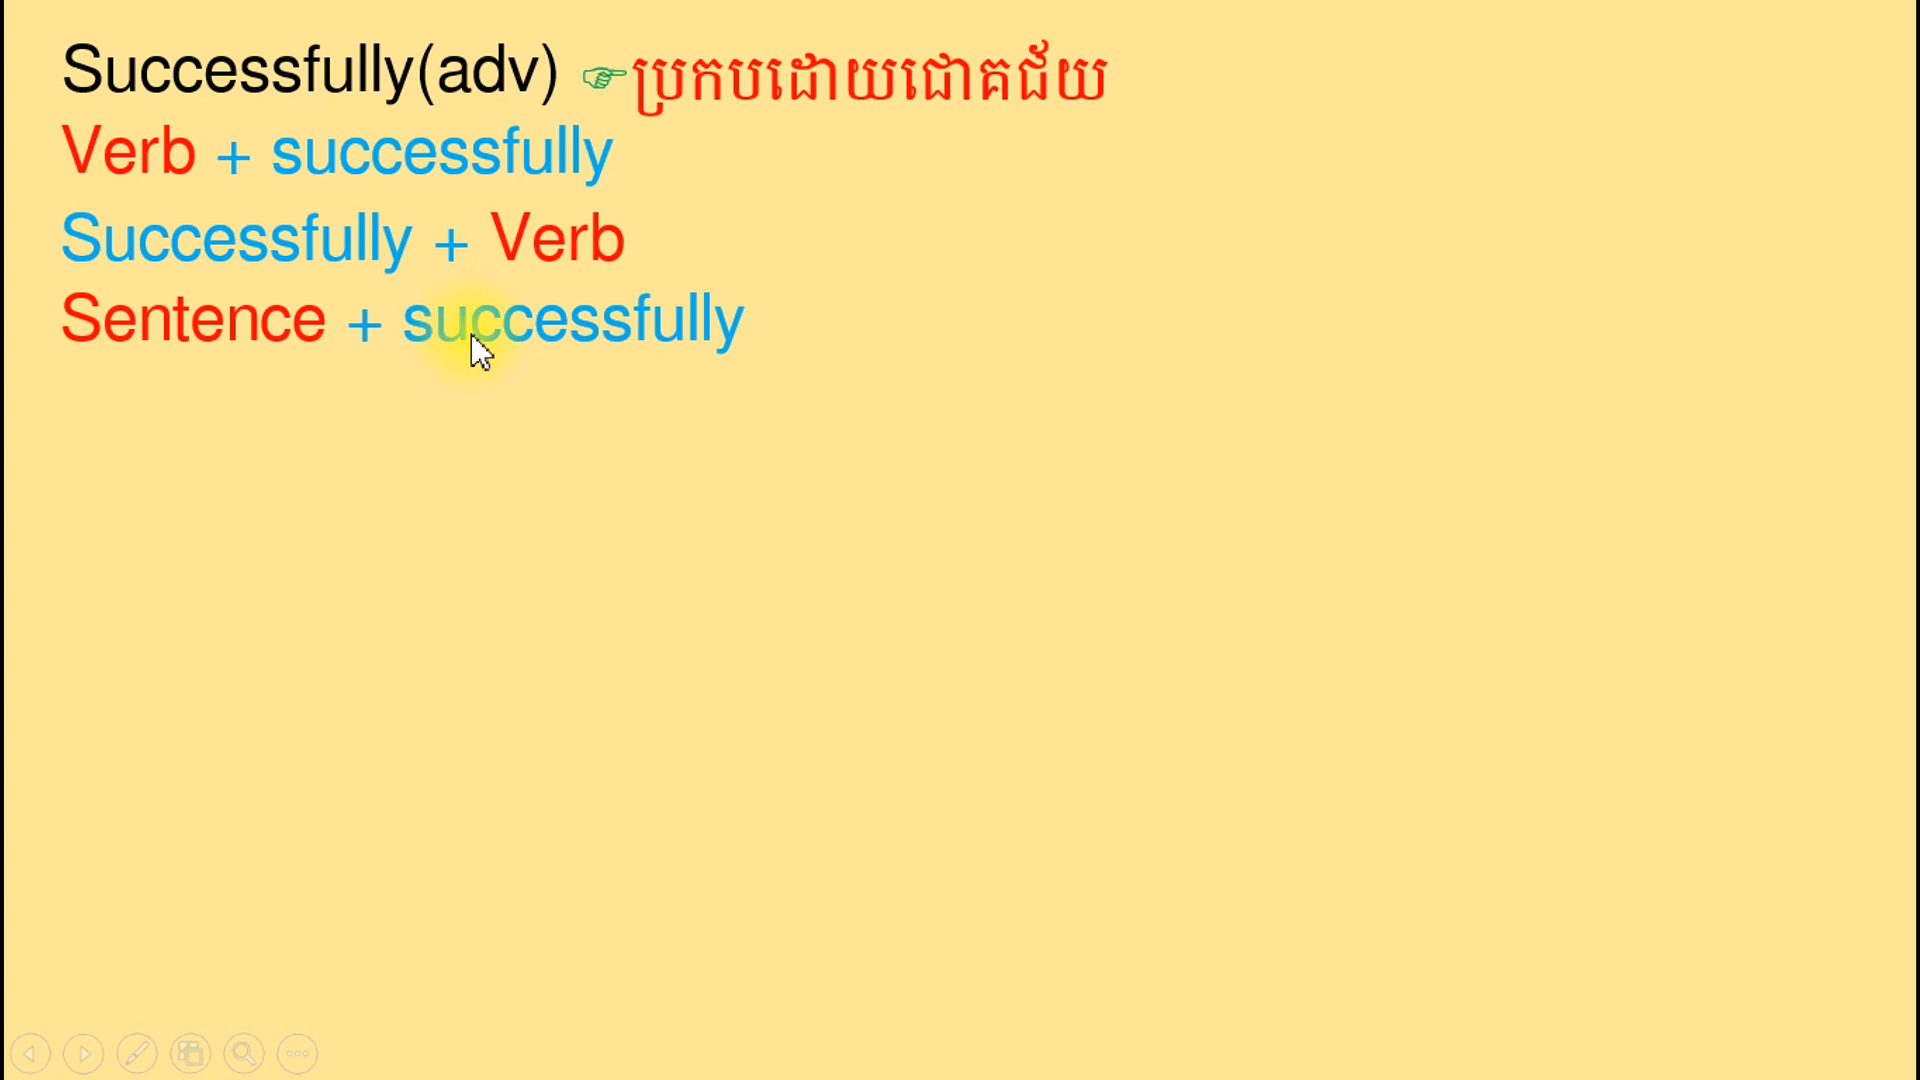 Successfully(adv) ☞ប្រកបដោយជោគជ័យ
Verb + successfully
Successfully + Verb
Sentence + successfully